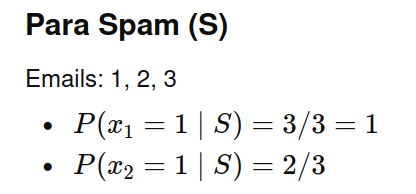 Para Spam (S)
Emails: 1, 2, 3
• P(x₁ = 1 | S) = 3/3 = 1
• P(x₂ = 1 | S) = 2/3